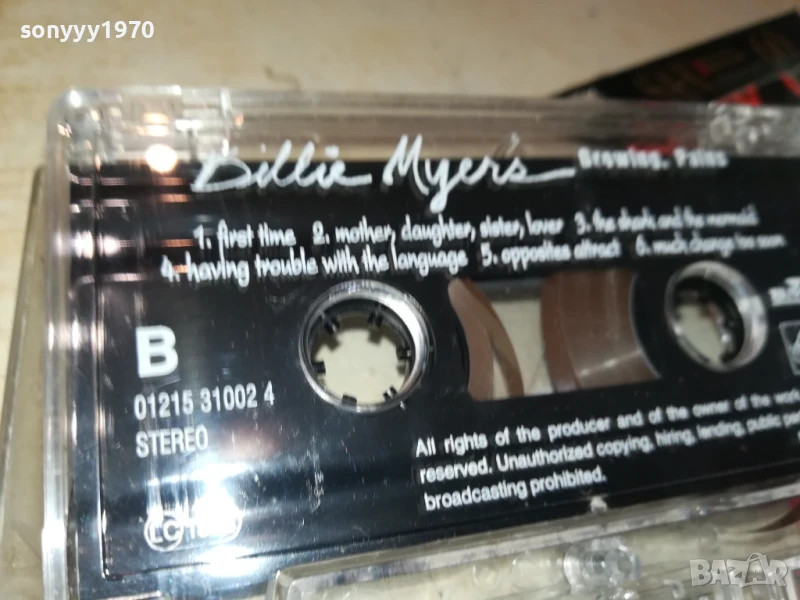 sonyyy1970
Billie Myers Growing, Pains
1. first time 2. mother, daughter, sister, lover 3. the shark and the mermaid
4. having trouble with the language 5. opposites attract 6. much change too soon
B
01215 31002 4
STEREO
All rights of the producer and of the owner of the work
reserved. Unauthorized copying, hiring, lending, public per
broadcasting prohibited.
LC
BAZAR